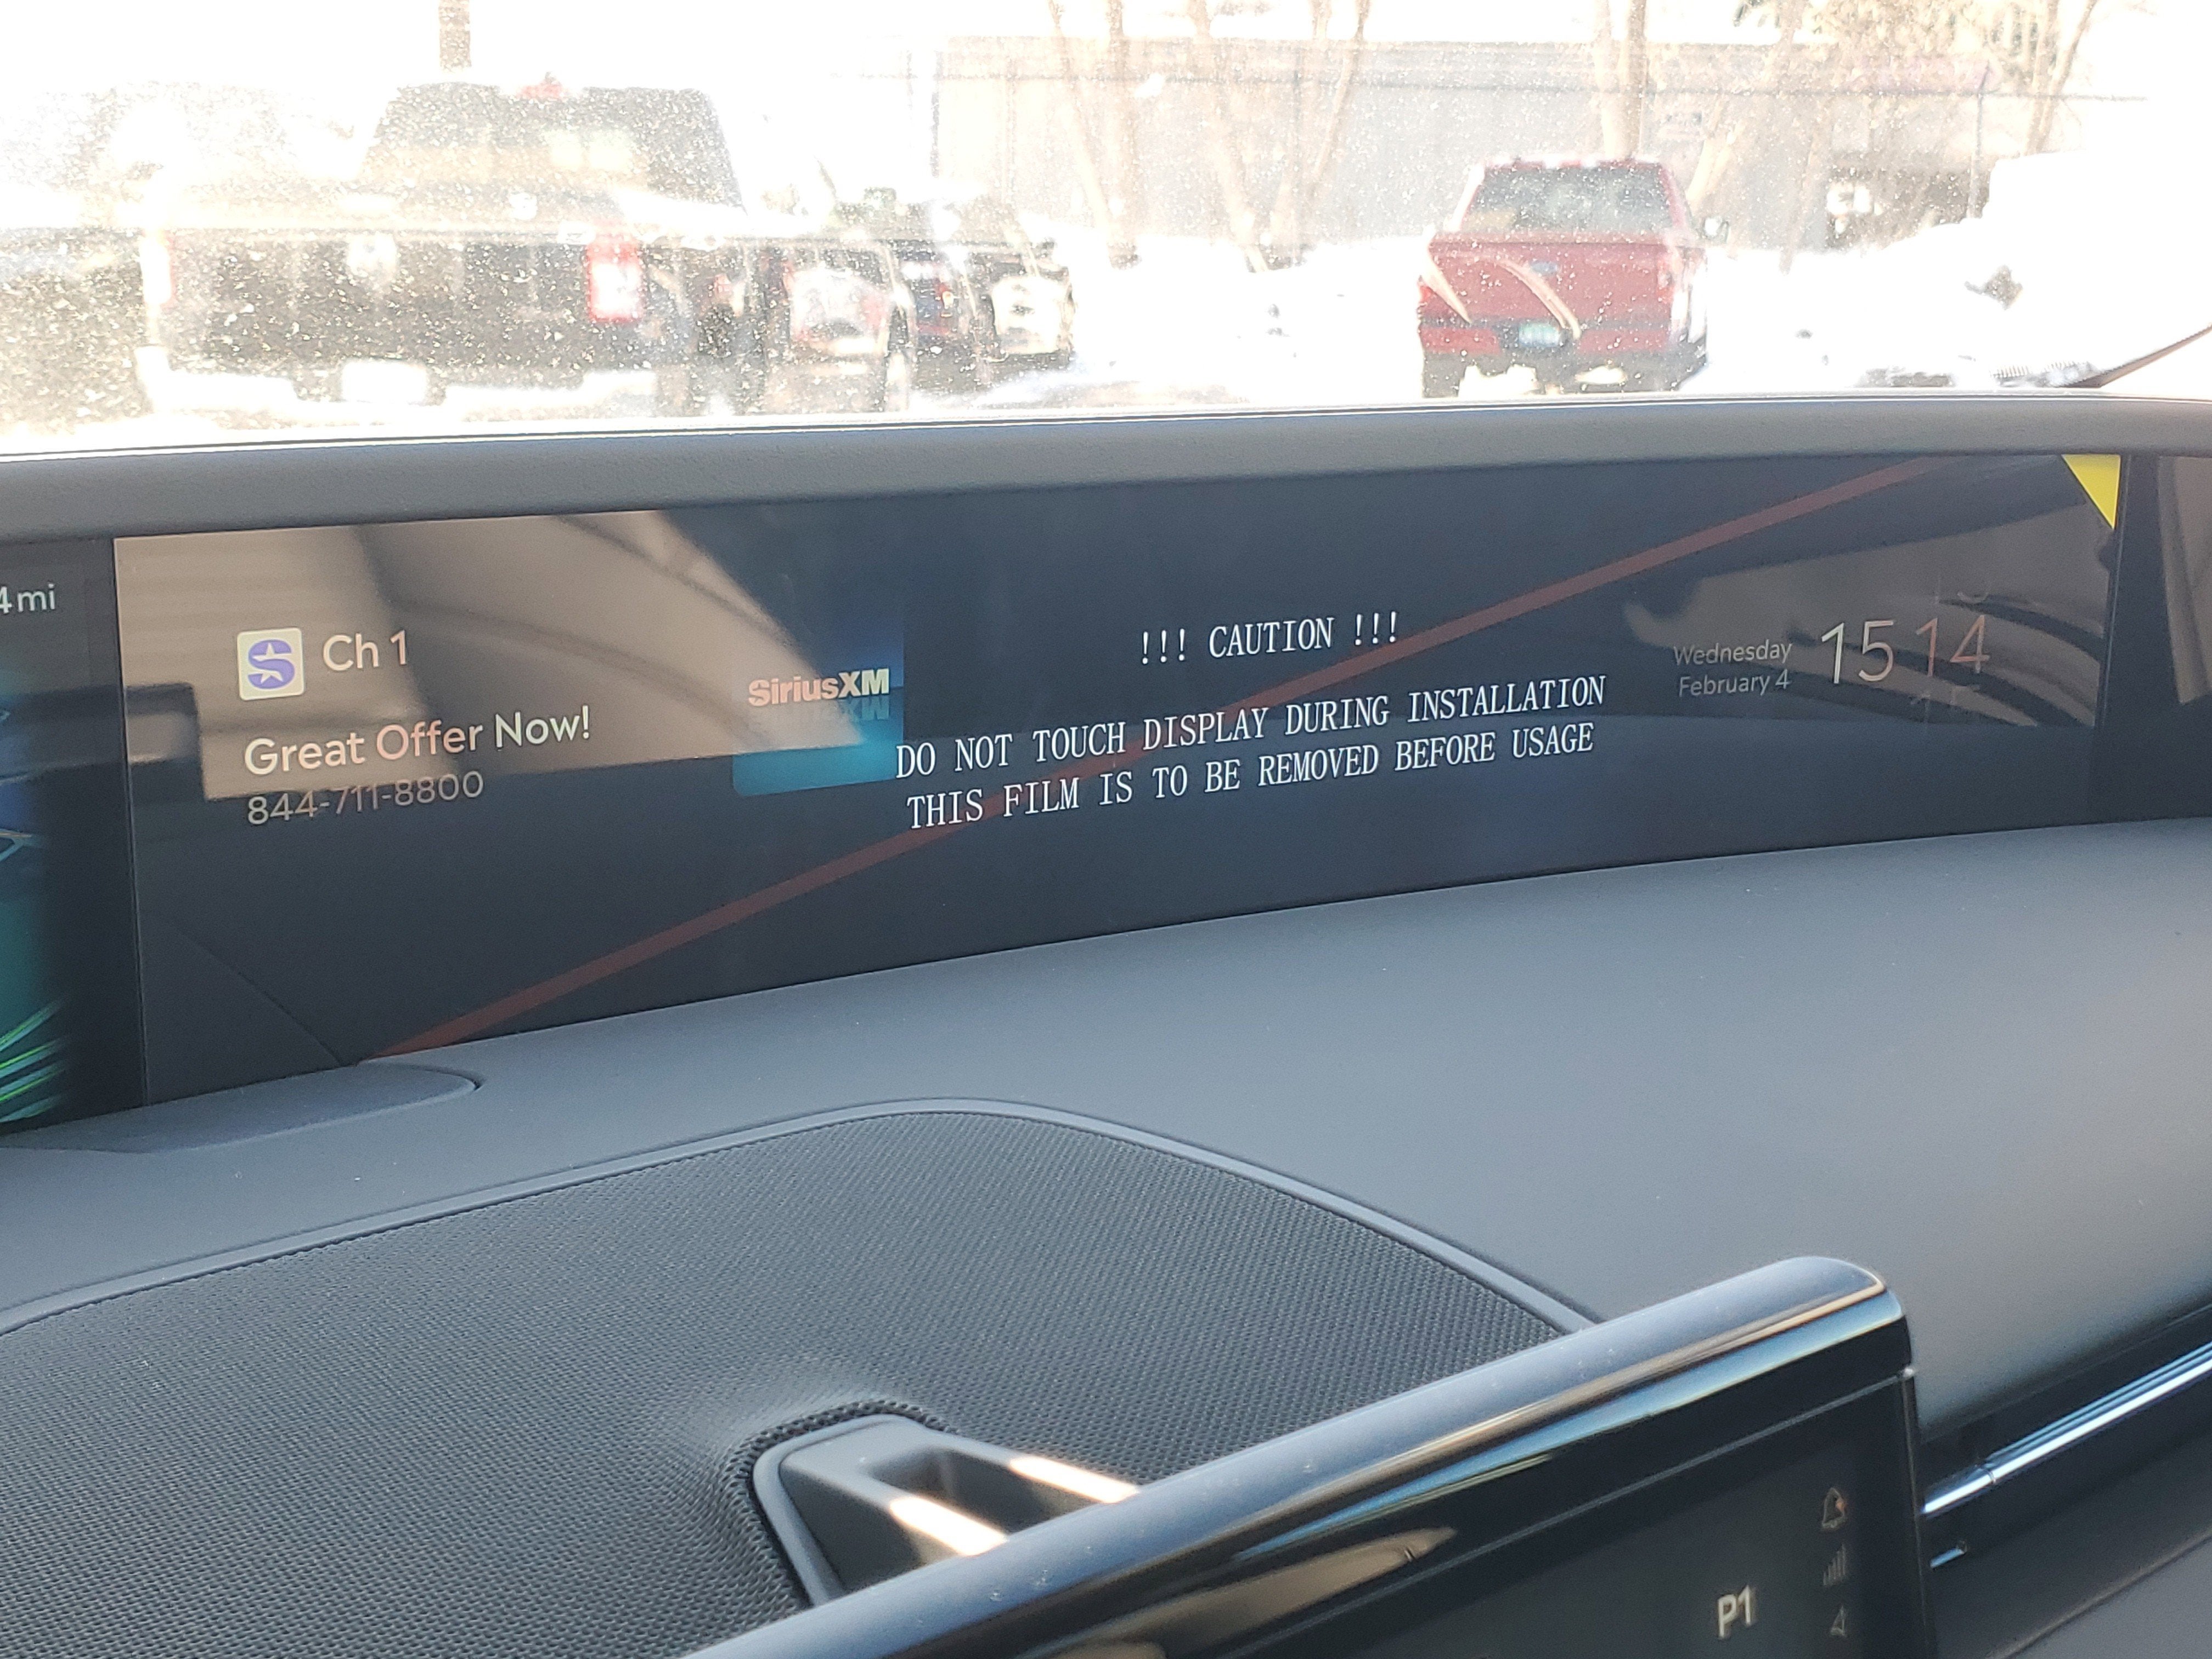 4mi
Ch 1
Great Offer Now!
844-711-8800
SiriusXM
!!! CAUTION !!!
DO NOT TOUCH DISPLAY DURING INSTALLATION
THIS FILM IS TO BE REMOVED BEFORE USAGE
Wednesday
February 4
15 14
P1